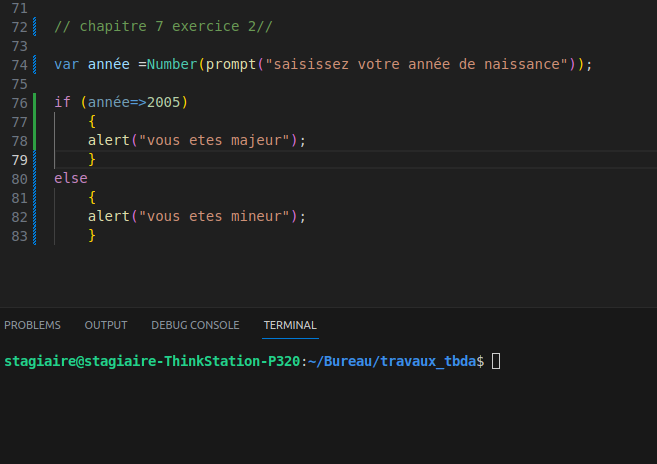 71
72 // chapitre 7 exercice 2//
73
74 var année =Number(prompt("saisissez votre année de naissance"));
75
76 if (année=>2005)
77 {
78 alert("vous etes majeur");
79 }
80 else
81 {
82 alert("vous etes mineur");
83 }
PROBLEMS OUTPUT DEBUG CONSOLE TERMINAL
stagiaire@stagiaire-ThinkStation-P320:~/Bureau/travaux_tbda$